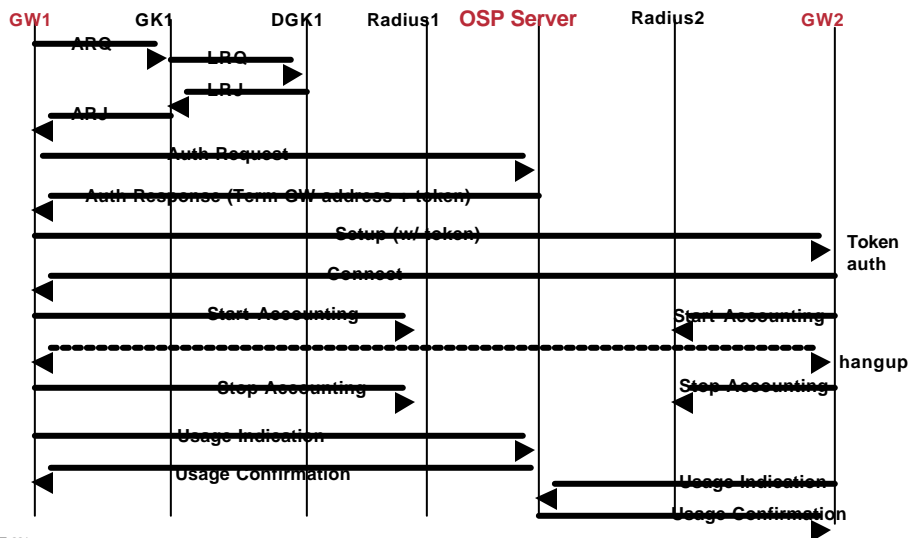 GW1 GK1 DGK1 Radius1 OSP Server Radius2 GW2
ARQ
LRQ
LRJ
ARJ
Auth Request
Auth Response (Term GW address + token)
Setup (w/ token)
Token
auth
Connect
Start Accounting Start Accounting
hangup
Stop Accounting Stop Accounting
Usage Indication
Usage Confirmation
Usage Indication
Usage Confirmation